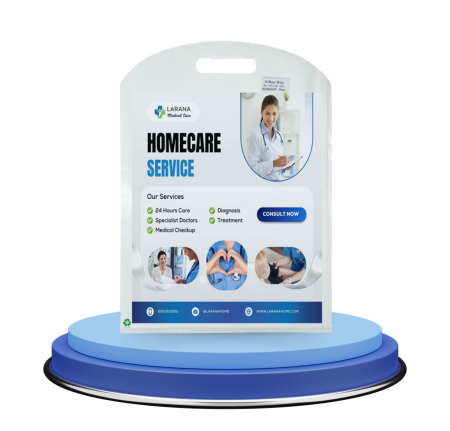 LARANA
Medical Care
HOMECARE
SERVICE
Our Services
24 Hours Care
Specialist Doctors
Medical Checkup
Diagnosis
Treatment
CONSULT NOW
@LARANAHOME
WWW.LARANAHOME.COM